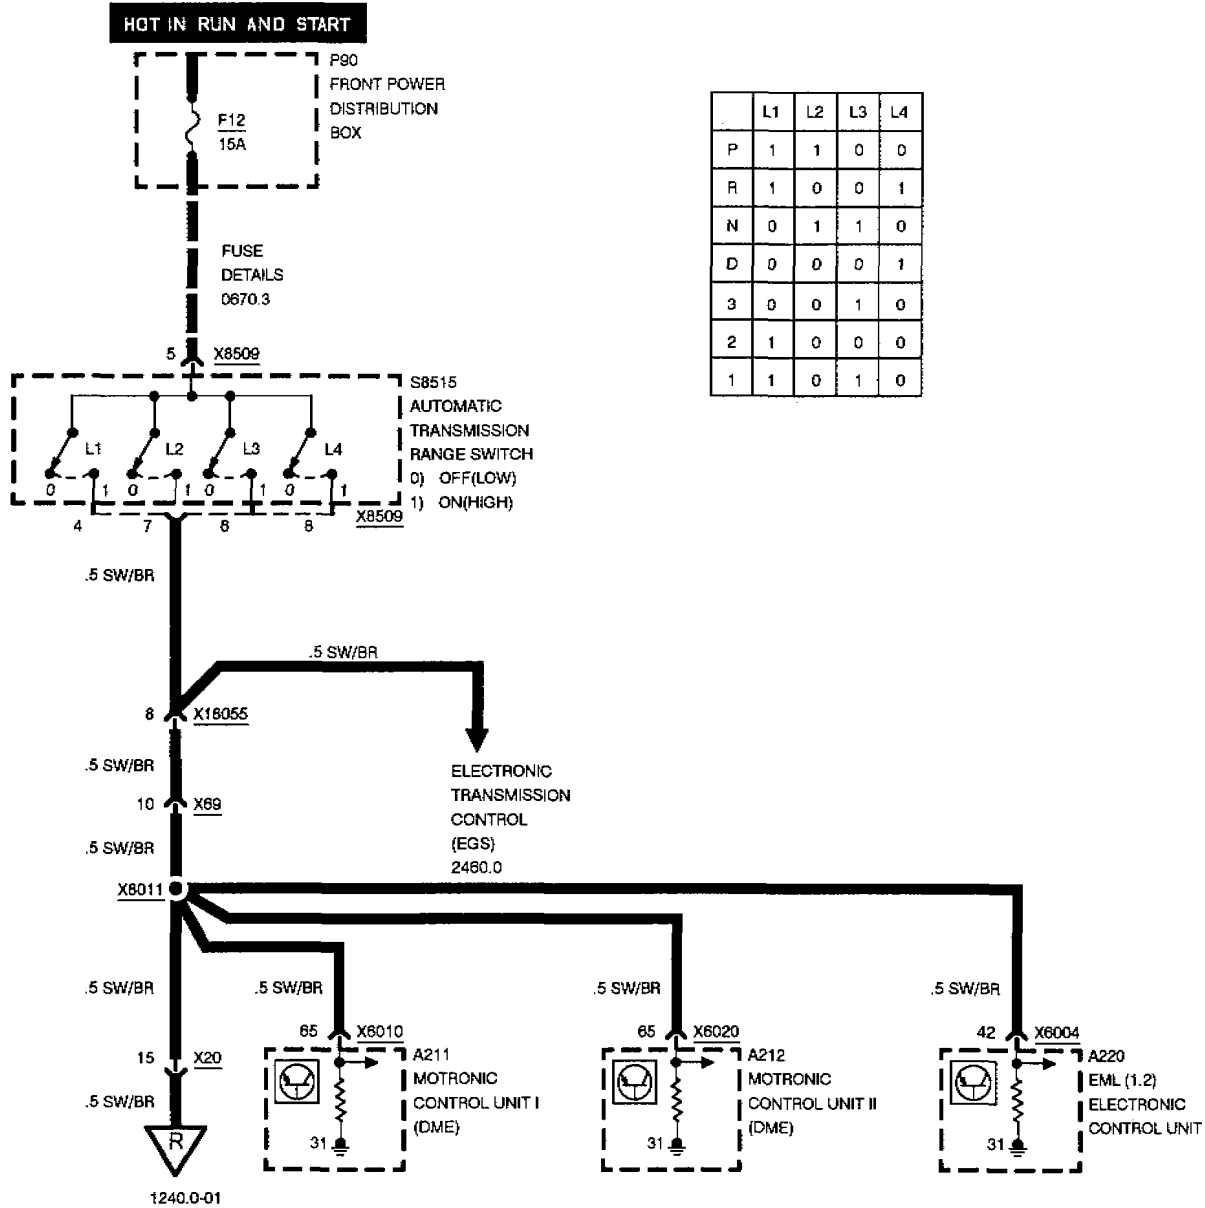 HOT IN RUN AND START
P90
FRONT POWER
DISTRIBUTION
BOX
F12
15A
FUSE
DETAILS
0670.3
L1 L2 L3 L4
P 1 1 0 0
R 1 0 0 1
N 0 1 1 0
D 0 0 0 1
3 0 0 1 0
2 1 0 0 0
1 1 0 1 0
5 X8509
S8515
AUTOMATIC
TRANSMISSION
RANGE SWITCH
0) OFF(LOW)
1) ON(HIGH)
L1 L2 L3 L4
0 1 0 1 0 1 0 1
4 7 6 8 X8509
.5 SW/BR
.5 SW/BR
8 X16055
.5 SW/BR
ELECTRONIC
TRANSMISSION
CONTROL
(EGS)
2460.0
10 X69
.5 SW/BR
X6011
.5 SW/BR .5 SW/BR .5 SW/BR .5 SW/BR
15 X20
65 X6010
65 X6020
42 X6004
A211
MOTRONIC
CONTROL UNIT I
(DME)
31
A212
MOTRONIC
CONTROL UNIT II
(DME)
31
A220
EML (1.2)
ELECTRONIC
CONTROL UNIT
31
.5 SW/BR
R
1240.0-01